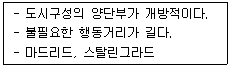 - 도시구성의 양단부가 개방적이다.
- 불필요한 행동거리가 길다.
- 마드리드, 스탈린그라드